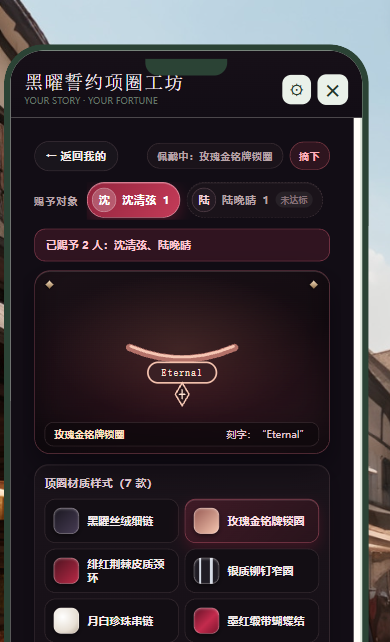 黑曜誓约项圈工坊
YOUR STORY · YOUR FORTUNE
← 返回我的
佩戴中：玫瑰金铭牌锁圈
摘下
赐予对象
沈 沈清弦 1
陆 陆晚晴 1 未达标
已赐予 2 人：沈清弦、陆晚晴
Eternal
玫瑰金铭牌锁圈
刻字：“Eternal”
项圈材质样式（7 款）
黑曜丝绒细链
玫瑰金铭牌锁圈
绯红荆棘皮质颈环
银质铆钉窄圈
月白珍珠串链
墨红缎带蝴蝶结